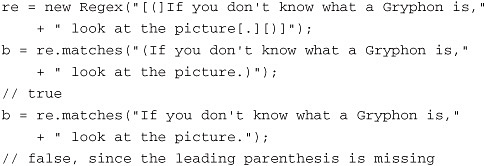 re = new Regex("[(]If you don't know what a Gryphon is,"
+ " look at the picture[.][)]");
b = re.matches("(If you don't know what a Gryphon is,"
+ " look at the picture.)");
// true
b = re.matches("If you don't know what a Gryphon is,"
+ " look at the picture.");
// false, since the leading parenthesis is missing